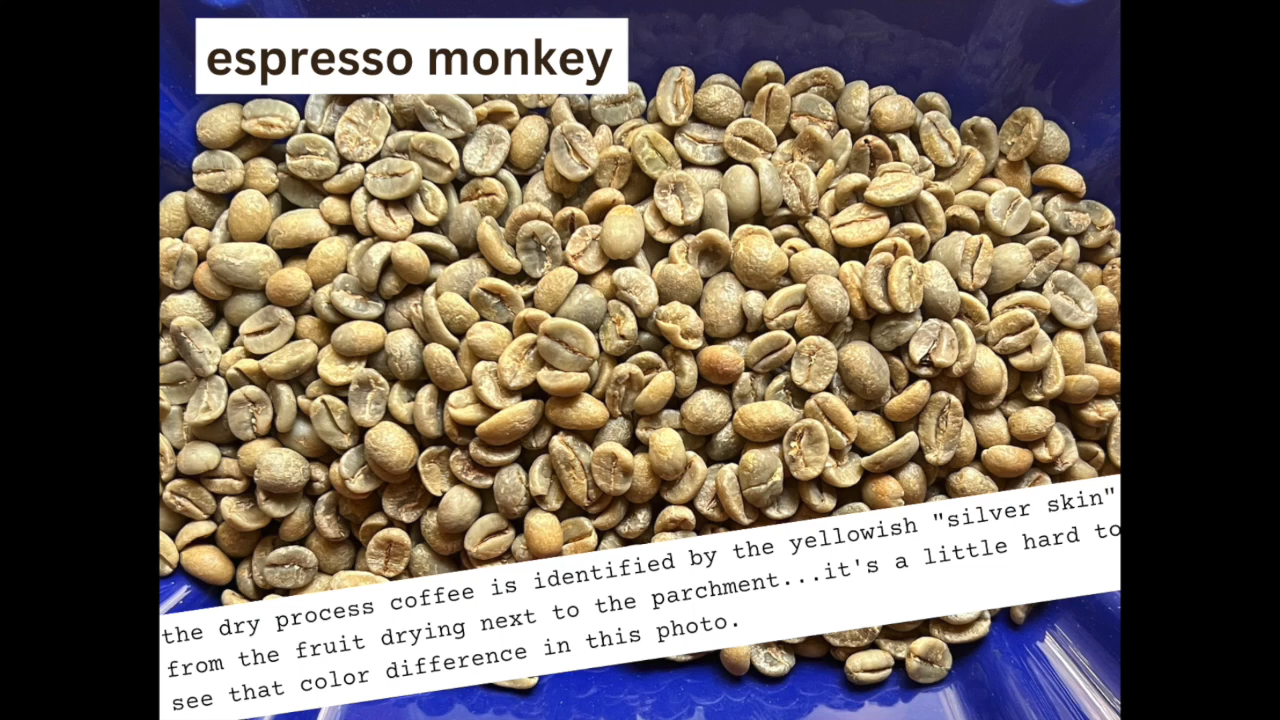 espresso monkey
the dry process coffee is identified by the yellowish "silver skin"
from the fruit drying next to the parchment...it's a little hard to
see that color difference in this photo.